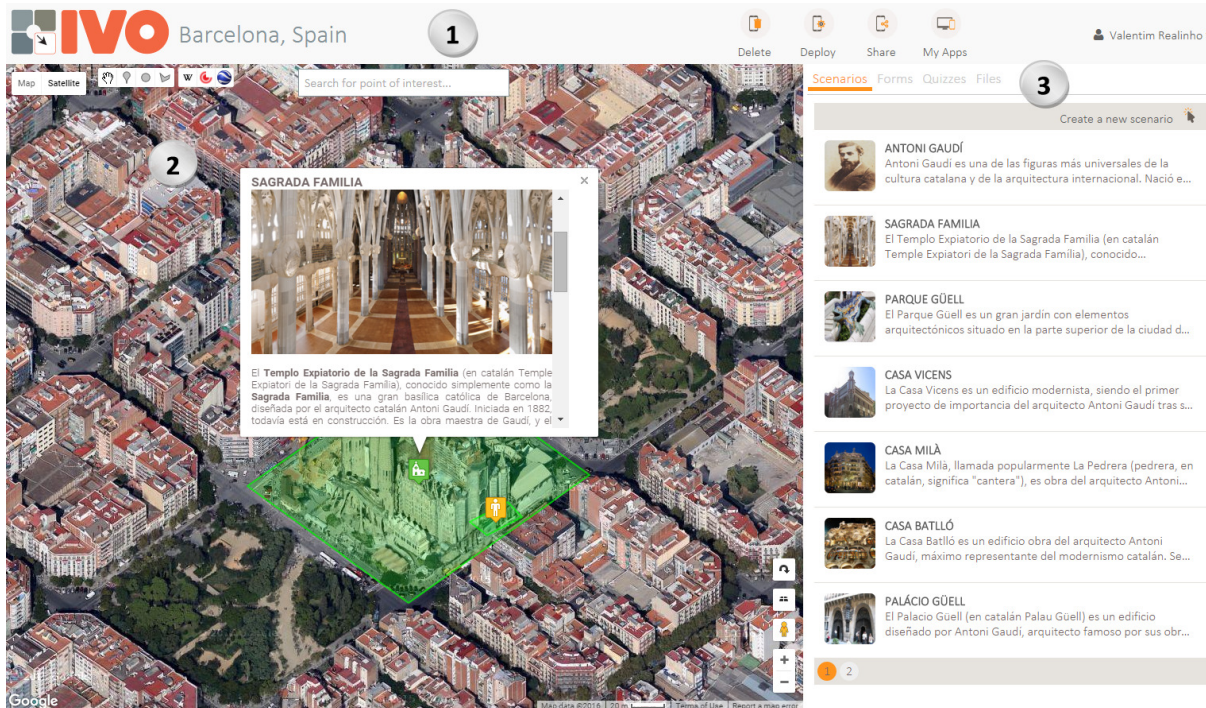 IVO
Barcelona, Spain
1
Delete
Deploy
Share
My Apps
Valentim Realinho
Map
Satellite
W
Search for point of interest...
2
SAGRADA FAMILIA
×
El Templo Expiatorio de la Sagrada Familia (en catalán Temple
Expiatori de la Sagrada Família), conocido simplemente como la
Sagrada Familia, es una gran basílica católica de Barcelona,
diseñada por el arquitecto catalán Antoni Gaudí. Iniciada en 1882,
todavía está en construcción. Es la obra maestra de Gaudí, y el
+
−
Google
Map data ©2016
20 m
Terms of Use
Report a map error
Scenarios Forms Quizzes Files
3
Create a new scenario
ANTONI GAUDÍ
Antoni Gaudí es una de las figuras más universales de la
cultura catalana y de la arquitectura internacional. Nació e...
SAGRADA FAMILIA
El Templo Expiatorio de la Sagrada Familia (en catalán
Temple Expiatori de la Sagrada Família), conocido...
PARQUE GÜELL
El Parque Güell es un gran jardín con elementos
arquitectónicos situado en la parte superior de la ciudad d...
CASA VICENS
La Casa Vicens es un edificio modernista, siendo el primer
proyecto de importancia del arquitecto Antoni Gaudí tras s...
CASA MILÀ
La Casa Milà, llamada popularmente La Pedrera (pedrera, en
catalán, significa "cantera"), es obra del arquitecto Antoni...
CASA BATLLÓ
La Casa Batlló es un edificio obra del arquitecto Antoni
Gaudí, máximo representante del modernismo catalán. Se...
PALÁCIO GÜELL
El Palacio Güell (en catalán Palau Güell) es un edificio
diseñado por Antoni Gaudí, arquitecto famoso por sus obr...
1 2